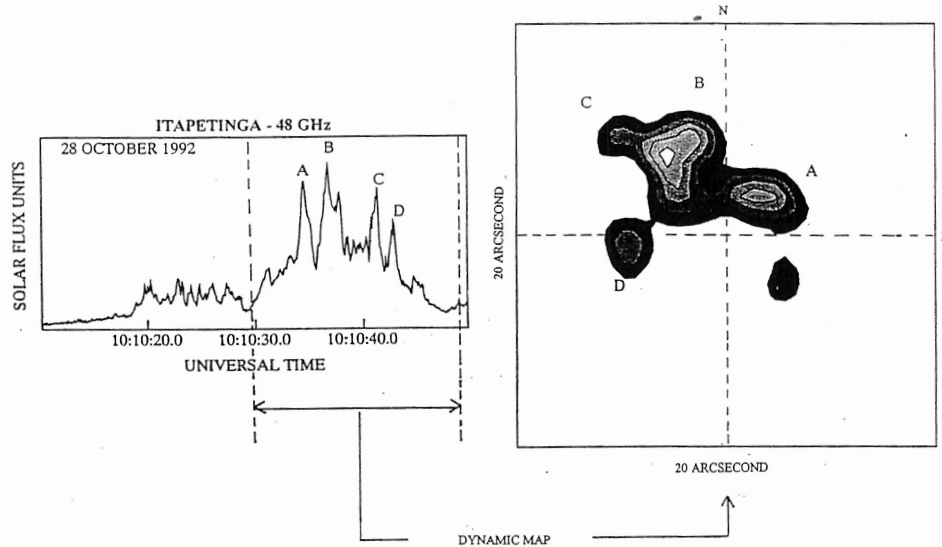 ITAPETINGA - 48 GHz
28 OCTOBER 1992
A
B
C
D
SOLAR FLUX UNITS
10:10:20.0 10:10:30.0 10:10:40.0
UNIVERSAL TIME
N
B
C
A
D
20 ARCSECOND
20 ARCSECOND
DYNAMIC MAP